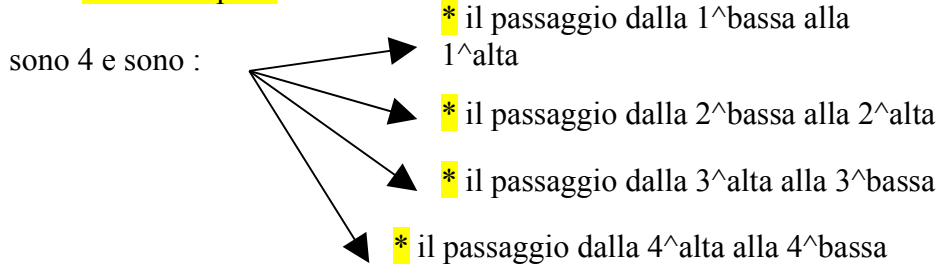 * il passaggio dalla 1^bassa alla
1^alta
sono 4 e sono :
* il passaggio dalla 2^bassa alla 2^alta
* il passaggio dalla 3^alta alla 3^bassa
* il passaggio dalla 4^alta alla 4^bassa